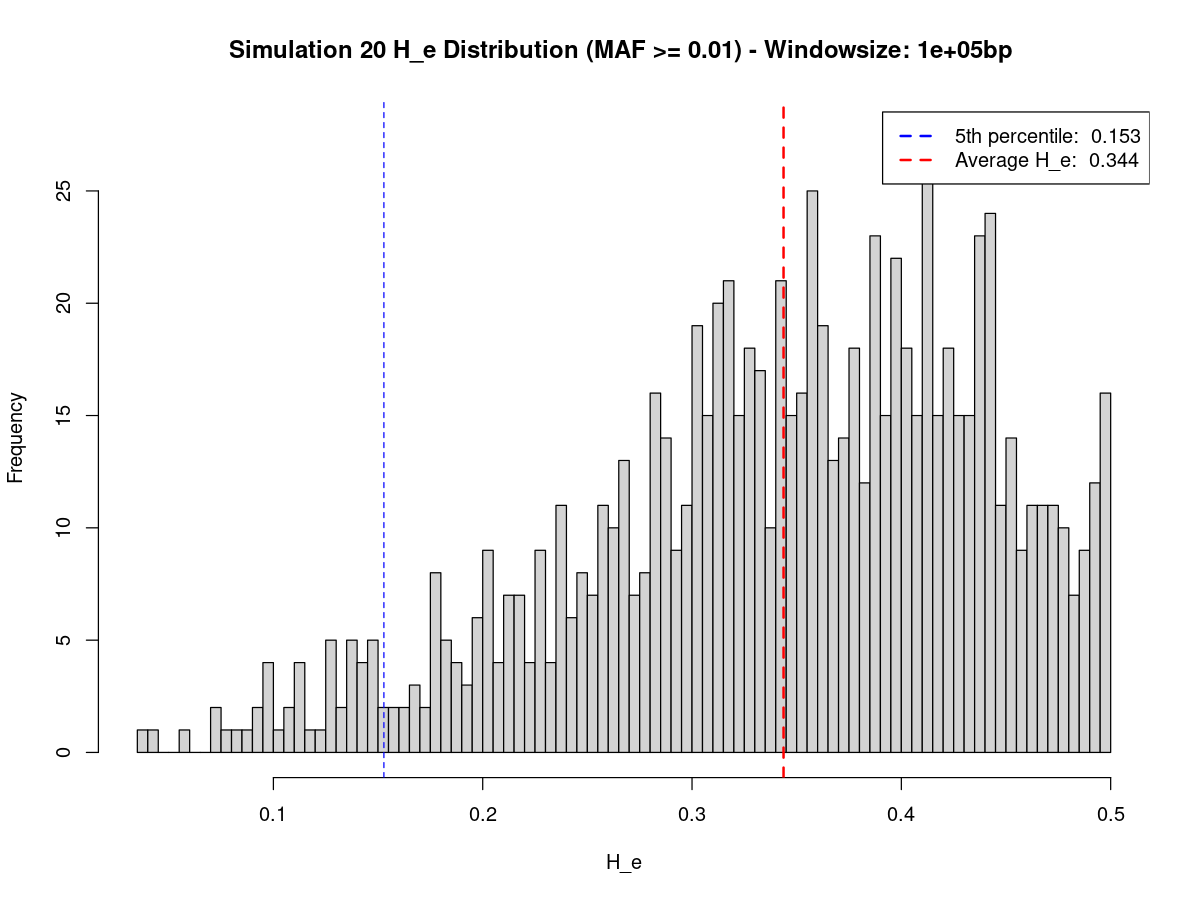 Simulation 20 H_e Distribution (MAF >= 0.01) - Windowsize: 1e+05bp
5th percentile:  0.153
Average H_e:  0.344
Frequency
25
20
15
10
5
0
0.1
0.2
0.3
0.4
0.5
H_e